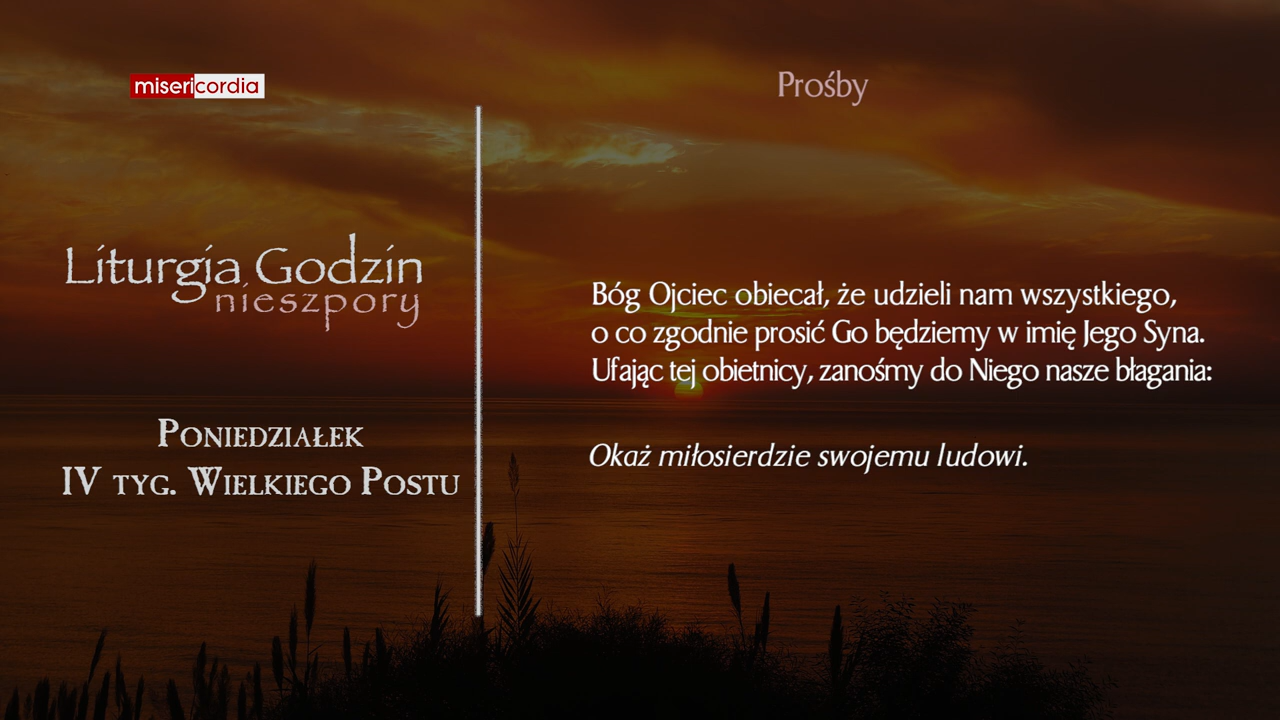 misericordia
Liturgia Godzin
nieszpory
Poniedziałek
IV tyg. Wielkiego Postu
Prośby
Bóg Ojciec obiecał, że udzieli nam wszystkiego,
o co zgodnie prosić Go będziemy w imię Jego Syna.
Ufając tej obietnicy, zanośmy do Niego nasze błagania:
Okaż miłosierdzie swojemu ludowi.